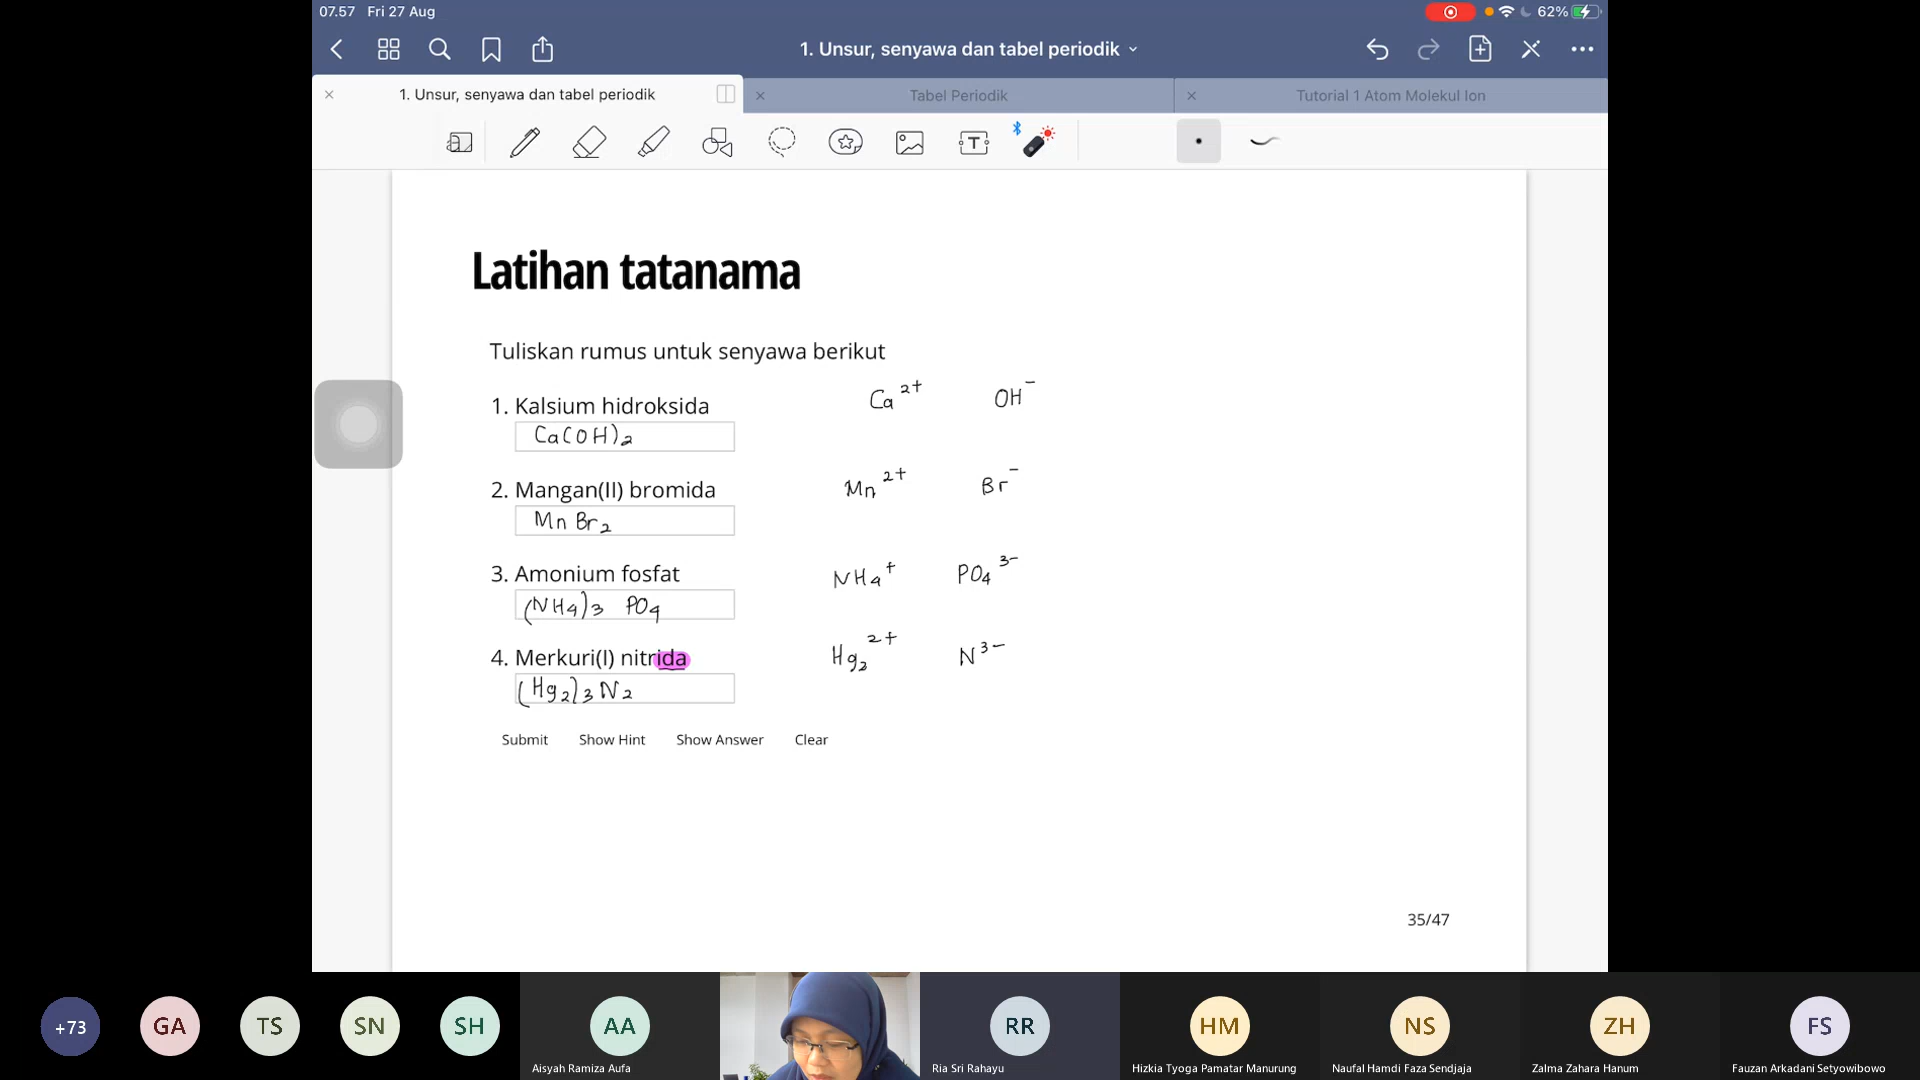 07.57 Fri 27 Aug
62%
1. Unsur, senyawa dan tabel periodik
1. Unsur, senyawa dan tabel periodik
Tabel Periodik
Tutorial 1 Atom Molekul Ion
Latihan tatanama
Tuliskan rumus untuk senyawa berikut
Ca²⁺ OH⁻
1. Kalsium hidroksida
Ca(OH)₂
Mn²⁺ Br⁻
2. Mangan(II) bromida
MnBr₂
3. Amonium fosfat
NH₄⁺ PO₄³⁻
(NH₄)₃ PO₄
4. Merkuri(I) nitrida
Hg₂²⁺ N³⁻
(Hg₂)₃N₂
Submit Show Hint Show Answer Clear
35/47
+73 GA TS SN SH AA RR HM NS ZH FS
Aisyah Ramiza Aufa Ria Sri Rahayu Hizkia Tyoga Pamatar Manurung Naufal Hamdi Faza Sendjaja Zalma Zahara Hanum Fauzan Arkadani Setyowibowo